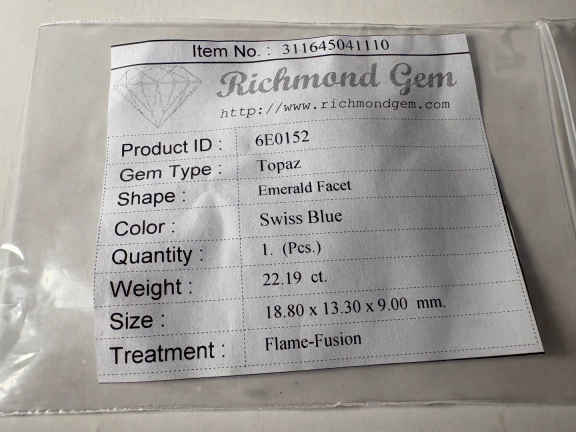 Item No. : 311645041110
Richmond Gem
http://www.richmondgem.com
Product ID : 6E0152
Gem Type : Topaz
Shape : Emerald Facet
Color : Swiss Blue
Quantity : 1. (Pcs.)
Weight : 22.19 ct.
Size : 18.80 x 13.30 x 9.00 mm.
Treatment : Flame-Fusion